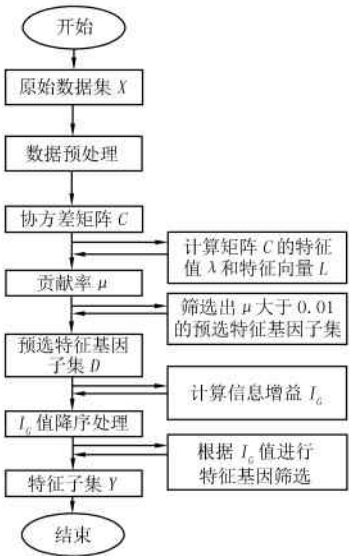 开始
原始数据集 X
数据预处理
协方差矩阵 C
计算矩阵 C 的特征
值 λ 和特征向量 L
贡献率 μ
筛选出 μ 大于 0.01
的预选特征基因子集
预选特征基因
子集 D
计算信息增益 I_G
I_G 值降序处理
根据 I_G 值进行
特征基因筛选
特征子集 Y
结束